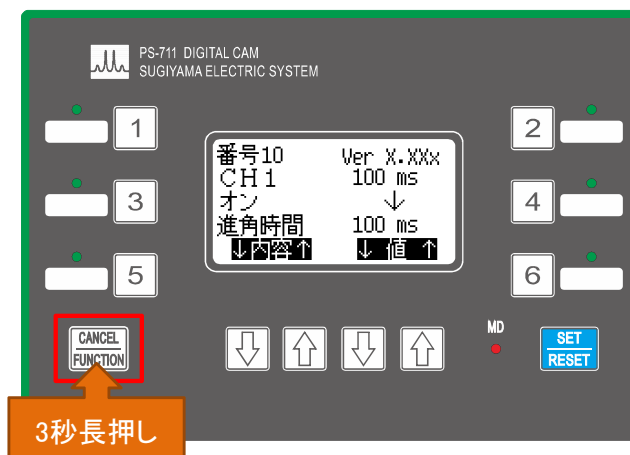 PS-711 DIGITAL CAM
SUGIYAMA ELECTRIC SYSTEM
1
2
番号10 Ver X.XXx
CH1 100 ms
オン ↓
進角時間 100 ms
↓内容↑ ↓ 値 ↑
3
4
5
6
CANCEL
FUNCTION
MD
SET
RESET
3秒長押し